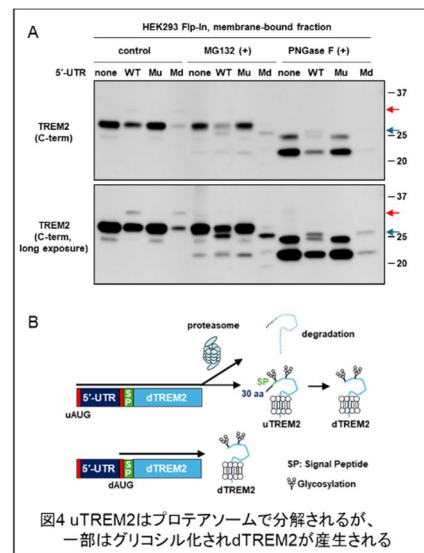 A
HEK293 Flp-In, membrane-bound fraction
control MG132 (+) PNGase F (+)
5′-UTR none WT Mu Md none WT Mu Md none WT Mu Md
37
TREM2
(C-term)
25
20
37
TREM2
(C-term,
long exposure)
25
20
B
proteasome
degradation
SP
30 aa
5′-UTR SP dTREM2
uAUG
uTREM2
dTREM2
5′-UTR SP dTREM2
dAUG
dTREM2
SP: Signal Peptide
: Glycosylation
図4 uTREM2はプロテアソームで分解されるが、
一部はグリコシル化されdTREM2が産生される